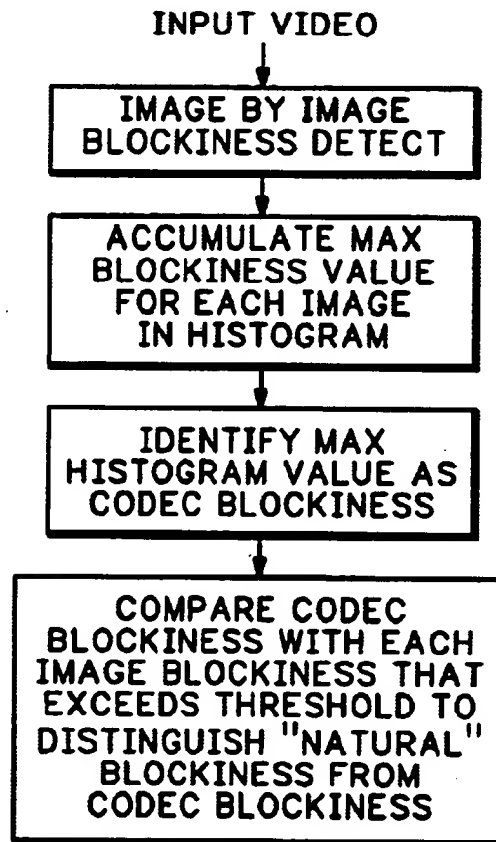 INPUT VIDEO
IMAGE BY IMAGE
BLOCKINESS DETECT
ACCUMULATE MAX
BLOCKINESS VALUE
FOR EACH IMAGE
IN HISTOGRAM
IDENTIFY MAX
HISTOGRAM VALUE AS
CODEC BLOCKINESS
COMPARE CODEC
BLOCKINESS WITH EACH
IMAGE BLOCKINESS THAT
EXCEEDS THRESHOLD TO
DISTINGUISH "NATURAL"
BLOCKINESS FROM
CODEC BLOCKINESS